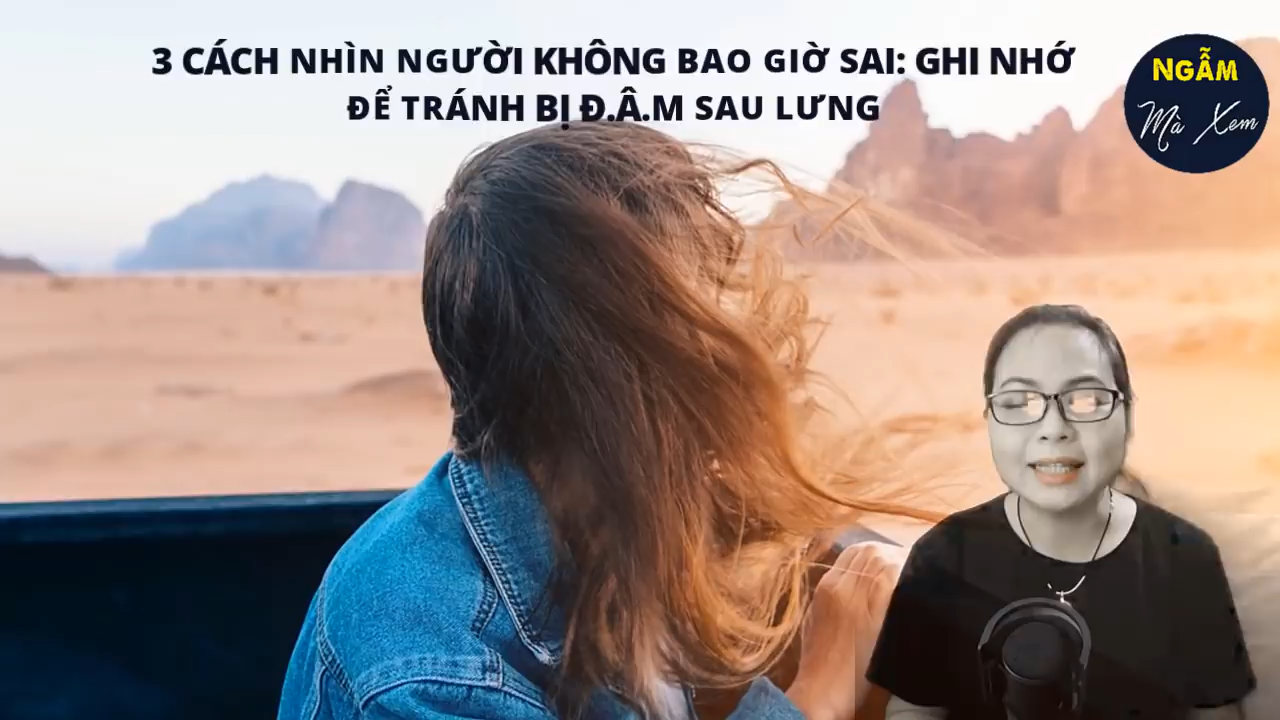 3 CÁCH NHÌN NGƯỜI KHÔNG BAO GIỜ SAI: GHI NHỚ
ĐỂ TRÁNH BỊ Đ.Â.M SAU LƯNG
NGẪM
Mà Xem